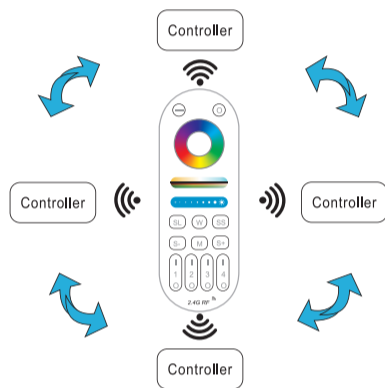 Controller
SL W SS
S- M S+
Controller
Controller
I I I I
1 2 3 4
2.4G RF
Controller